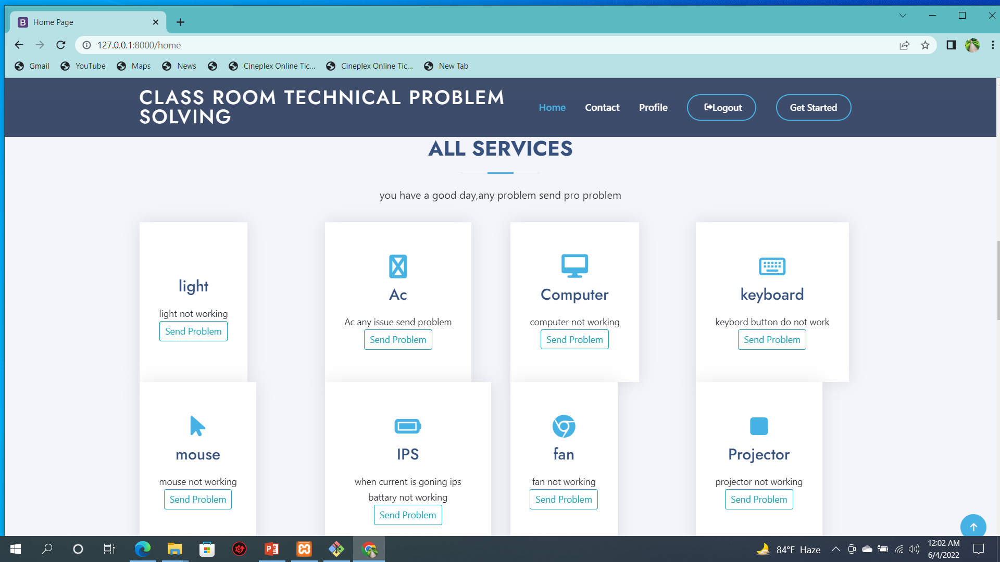 Home Page
127.0.0.1:8000/home
Gmail YouTube Maps News Cineplex Online Tic... Cineplex Online Tic... New Tab
CLASS ROOM TECHNICAL PROBLEM
SOLVING
Home Contact Profile Logout Get Started
ALL SERVICES
you have a good day,any problem send pro problem
light
light not working
Send Problem
Ac
Ac any issue send problem
Send Problem
Computer
computer not working
Send Problem
keyboard
keybord button do not work
Send Problem
mouse
mouse not working
Send Problem
IPS
when current is goning ips
battary not working
Send Problem
fan
fan not working
Send Problem
Projector
projector not working
Send Problem
84°F Haze
12:02 AM
6/4/2022